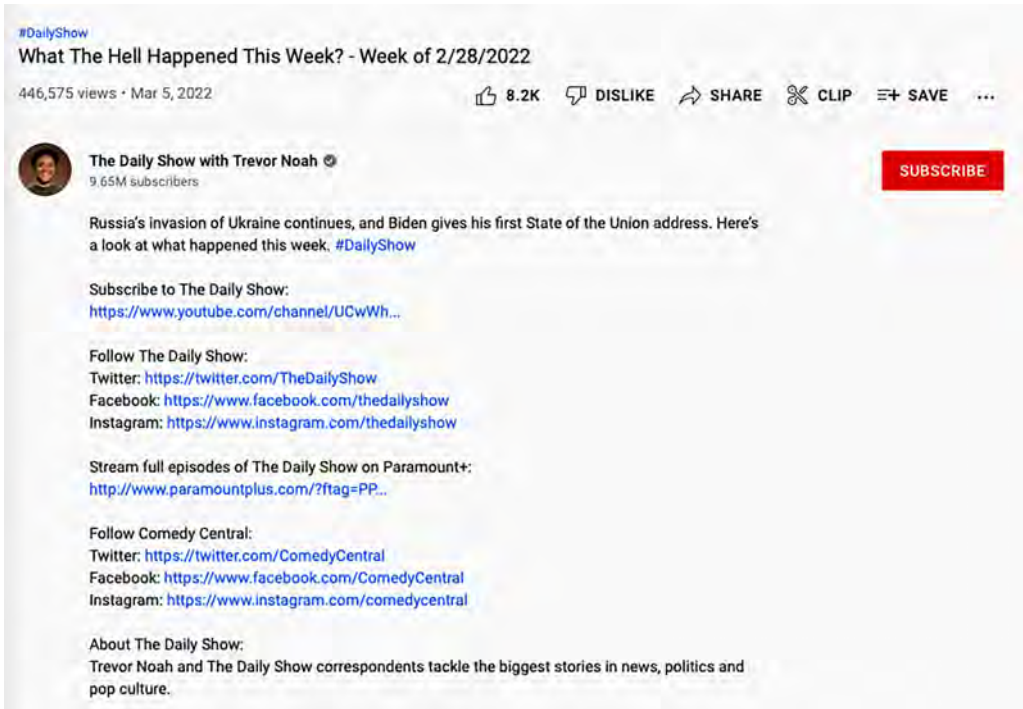 #DailyShow
What The Hell Happened This Week? - Week of 2/28/2022
446,575 views • Mar 5, 2022 8.2K DISLIKE SHARE CLIP SAVE ...
The Daily Show with Trevor Noah
9.65M subscribers
SUBSCRIBE
Russia's invasion of Ukraine continues, and Biden gives his first State of the Union address. Here's
a look at what happened this week. #DailyShow
Subscribe to The Daily Show:
https://www.youtube.com/channel/UCwWh...
Follow The Daily Show:
Twitter: https://twitter.com/TheDailyShow
Facebook: https://www.facebook.com/thedailyshow
Instagram: https://www.instagram.com/thedailyshow
Stream full episodes of The Daily Show on Paramount+:
http://www.paramountplus.com/?ftag=PP...
Follow Comedy Central:
Twitter: https://twitter.com/ComedyCentral
Facebook: https://www.facebook.com/ComedyCentral
Instagram: https://www.instagram.com/comedycentral
About The Daily Show:
Trevor Noah and The Daily Show correspondents tackle the biggest stories in news, politics and
pop culture.